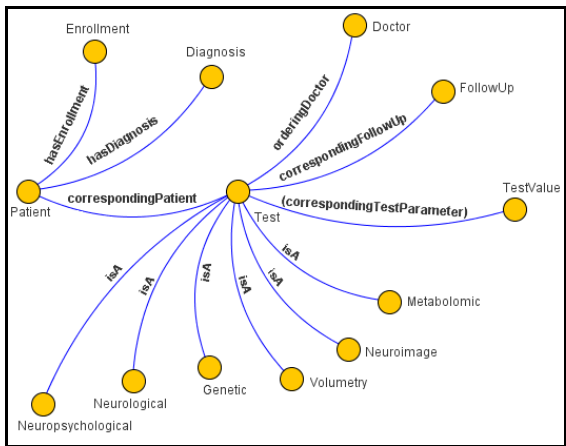 Enrollment
Doctor
Diagnosis
FollowUp
hasEnrollment
hasDiagnosis
orderingDoctor
correspondingFollowUp
TestValue
Patient
correspondingPatient
Test
(correspondingTestParameter)
isA
isA
isA
isA
isA
isA
Metabolomic
Neuroimage
Volumetry
Genetic
Neurological
Neuropsychological